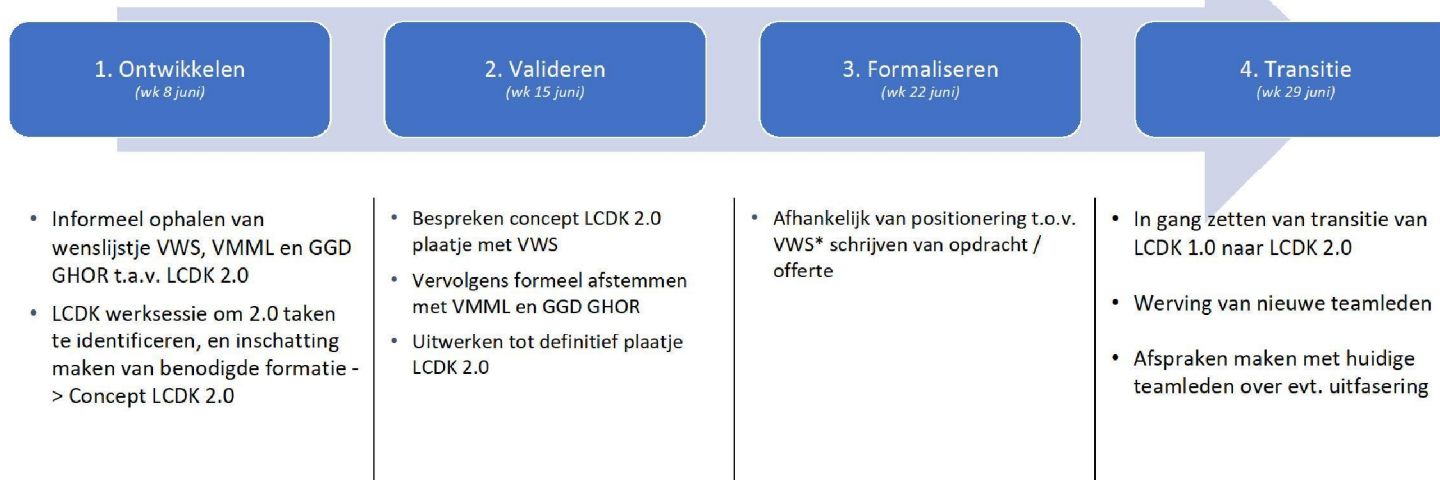 1. Ontwikkelen
(wk 8 juni)
2. Valideren
(wk 15 juni)
3. Formaliseren
(wk 22 juni)
4. Transitie
(wk 29 juni)
• Informeel ophalen van
wenslijstje VWS, VMML en GGD
GHOR t.a.v. LCDK 2.0
• LCDK werksessie om 2.0 taken
te identificeren, en inschatting
maken van benodigde formatie -
> Concept LCDK 2.0
• Bespreken concept LCDK 2.0
plaatje met VWS
• Vervolgens formeel afstemmen
met VMML en GGD GHOR
• Uitwerken tot definitief plaatje
LCDK 2.0
• Afhankelijk van positionering t.o.v.
VWS* schrijven van opdracht /
offerte
• In gang zetten van transitie van
LCDK 1.0 naar LCDK 2.0
• Werving van nieuwe teamleden
• Afspraken maken met huidige
teamleden over evt. uitfasering